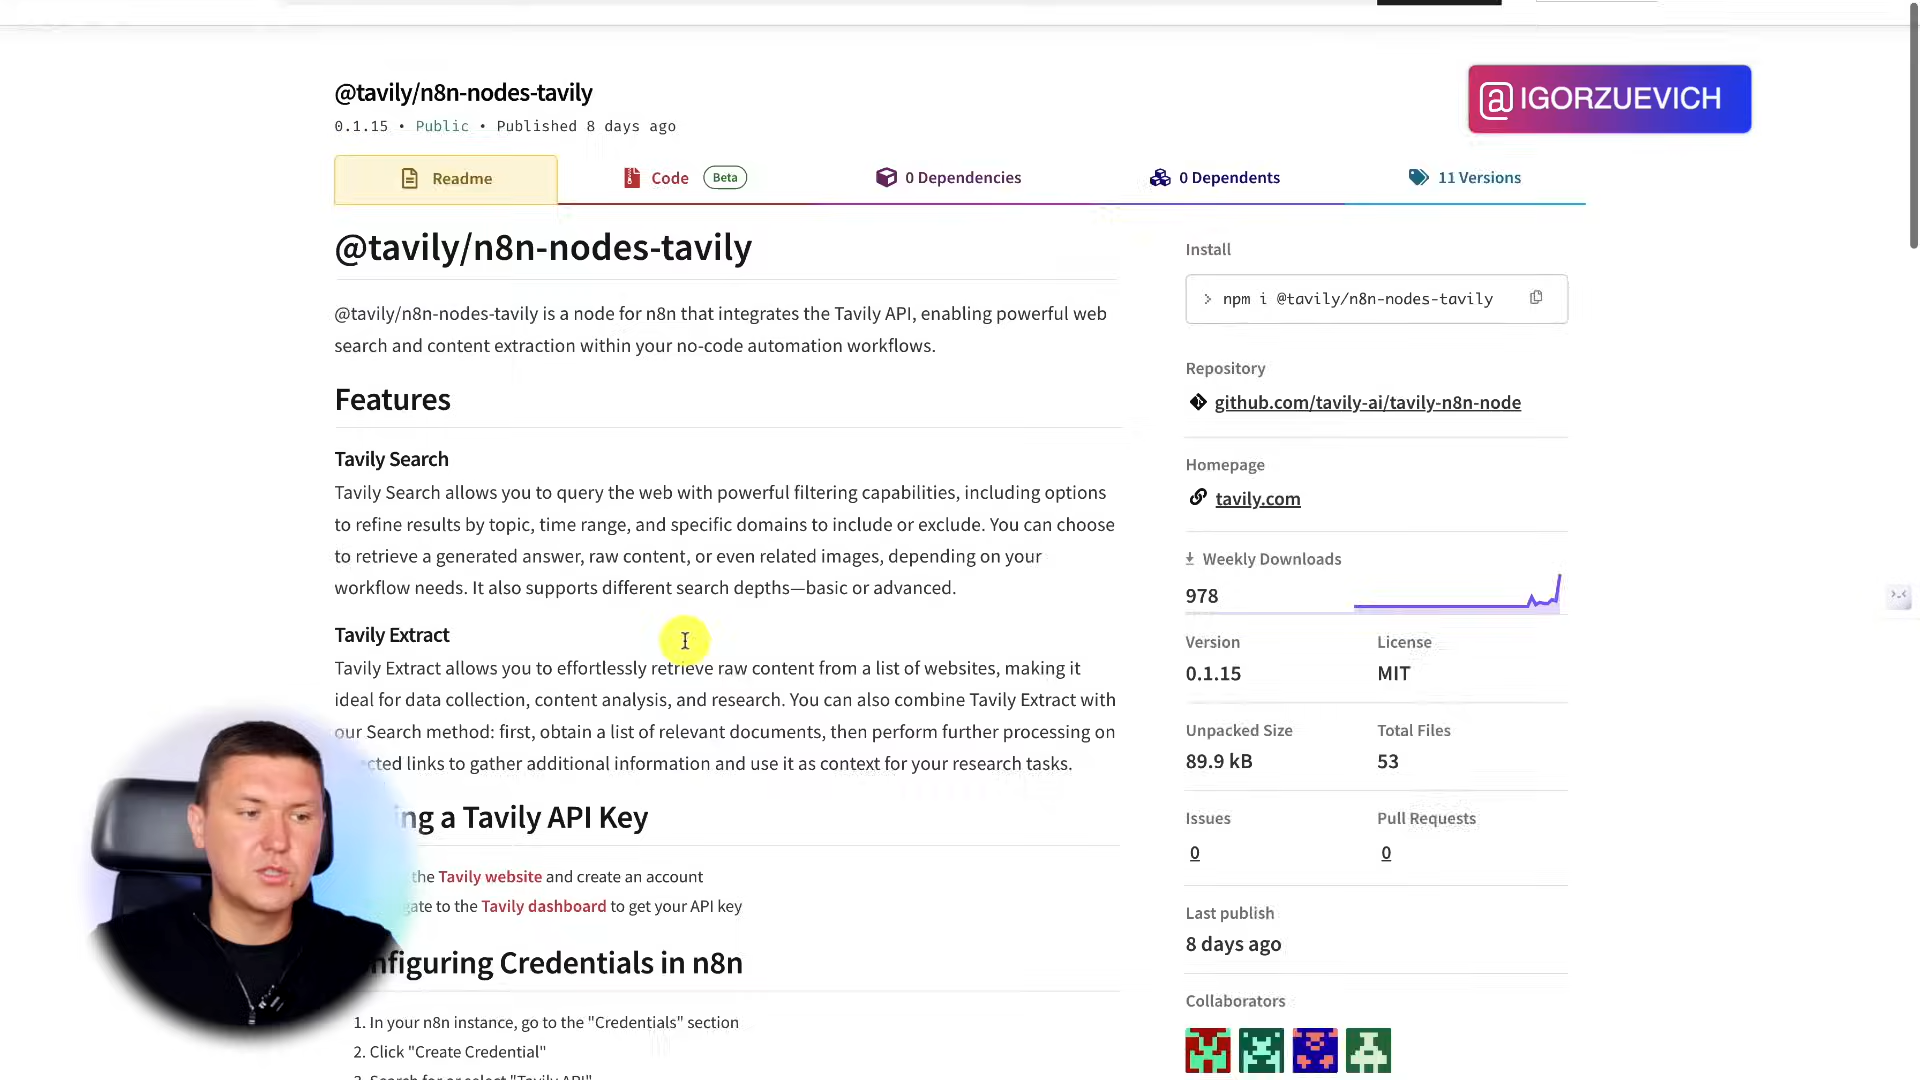 @tavily/n8n-nodes-tavily
0.1.15 • Public • Published 8 days ago
@IGORZUEVICH
Readme
Code Beta
0 Dependencies
0 Dependents
11 Versions
@tavily/n8n-nodes-tavily
@tavily/n8n-nodes-tavily is a node for n8n that integrates the Tavily API, enabling powerful web
search and content extraction within your no-code automation workflows.
Features
Tavily Search
Tavily Search allows you to query the web with powerful filtering capabilities, including options
to refine results by topic, time range, and specific domains to include or exclude. You can choose
to retrieve a generated answer, raw content, or even related images, depending on your
workflow needs. It also supports different search depths—basic or advanced.
Tavily Extract
Tavily Extract allows you to effortlessly retrieve raw content from a list of websites, making it
ideal for data collection, content analysis, and research. You can also combine Tavily Extract with
our Search method: first, obtain a list of relevant documents, then perform further processing on
links to gather additional information and use it as context for your research tasks.
a Tavily API Key
the Tavily website and create an account
to the Tavily dashboard to get your API key
Credentials in n8n
1. In your n8n instance, go to the "Credentials" section
2. Click "Create Credential"
3. Search for or select "Tavily API"
Install
> npm i @tavily/n8n-nodes-tavily
Repository
github.com/tavily-ai/tavily-n8n-node
Homepage
tavily.com
Weekly Downloads
978
Version
License
0.1.15
MIT
Unpacked Size
Total Files
89.9 kB
53
Issues
Pull Requests
0
0
Last publish
8 days ago
Collaborators